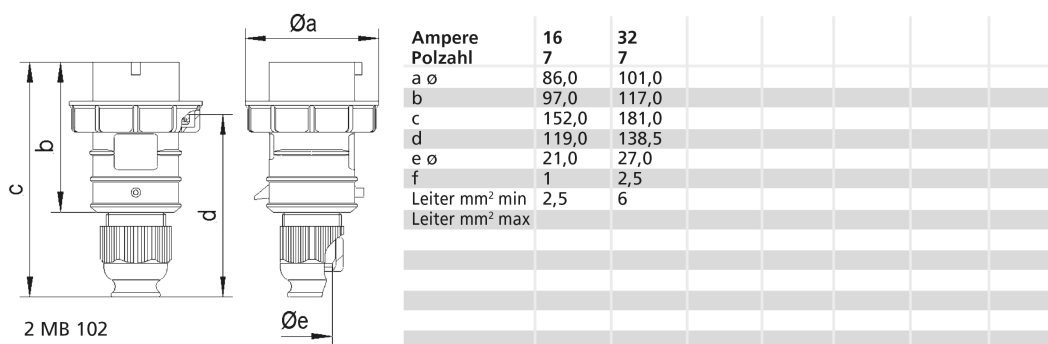 Øa
b
c
d
Øe
2 MB 102
Ampere 16 32
Polzahl 7 7
a ø 86,0 101,0
b 97,0 117,0
c 152,0 181,0
d 119,0 138,5
e ø 21,0 27,0
f 1 2,5
Leiter mm² min 2,5 6
Leiter mm² max